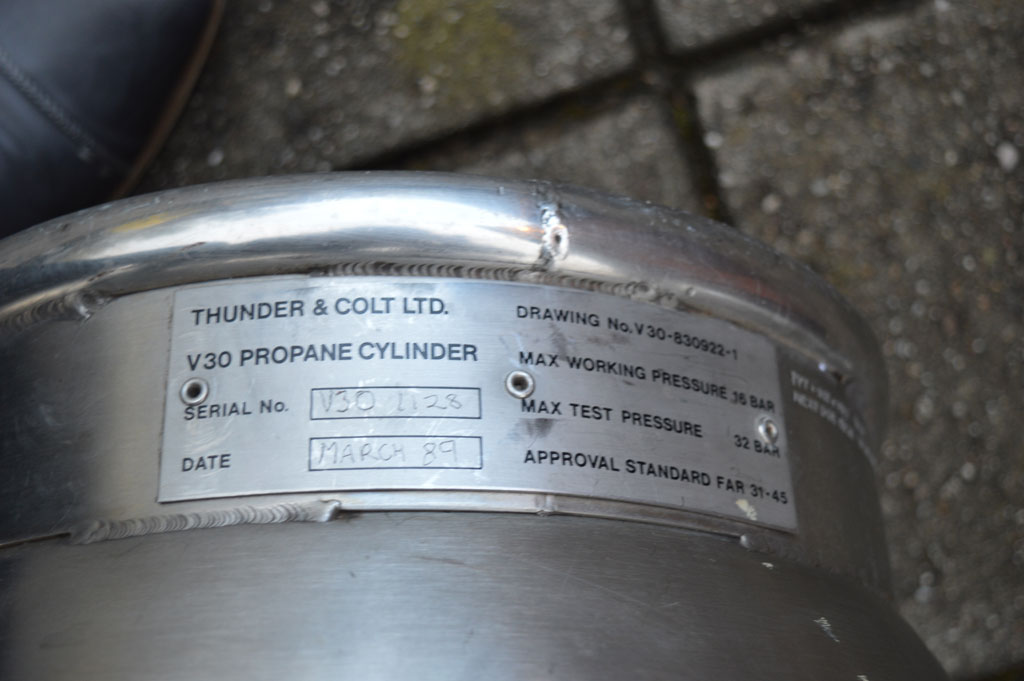 THUNDER & COLT LTD.
V30 PROPANE CYLINDER
SERIAL No. V30 1128
DATE MARCH 89
DRAWING No. V30-830922-1
MAX WORKING PRESSURE 16 BAR
MAX TEST PRESSURE 32 BAR
APPROVAL STANDARD FAR 31-45